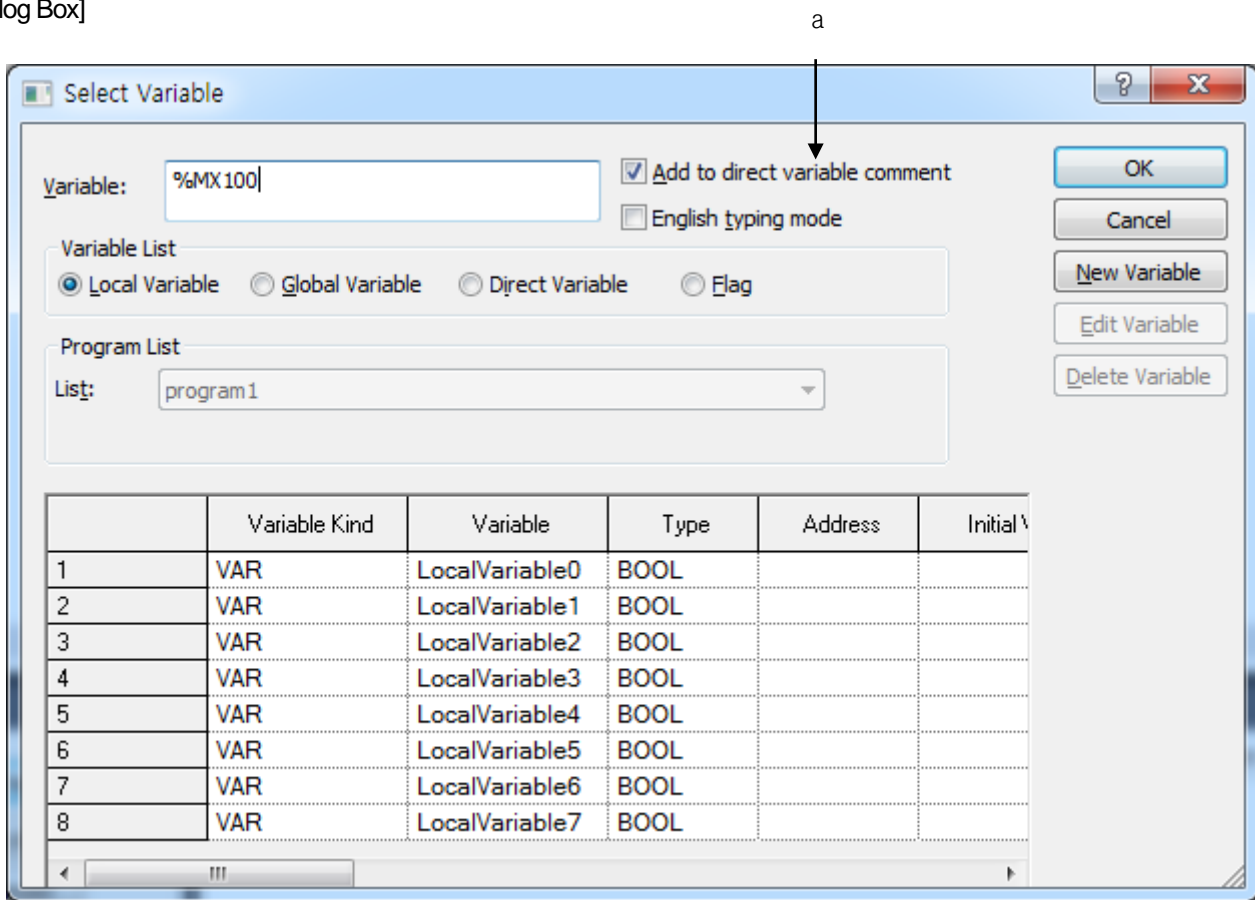 log Box]
a
Select Variable
Variable: %MX100 Add to direct variable comment OK
English typing mode Cancel
Variable List
Local Variable Global Variable Direct Variable Flag New Variable
Edit Variable
Program List
List: program1 Delete Variable
Variable Kind Variable Type Address Initial V
1 VAR LocalVariable0 BOOL
2 VAR LocalVariable1 BOOL
3 VAR LocalVariable2 BOOL
4 VAR LocalVariable3 BOOL
5 VAR LocalVariable4 BOOL
6 VAR LocalVariable5 BOOL
7 VAR LocalVariable6 BOOL
8 VAR LocalVariable7 BOOL